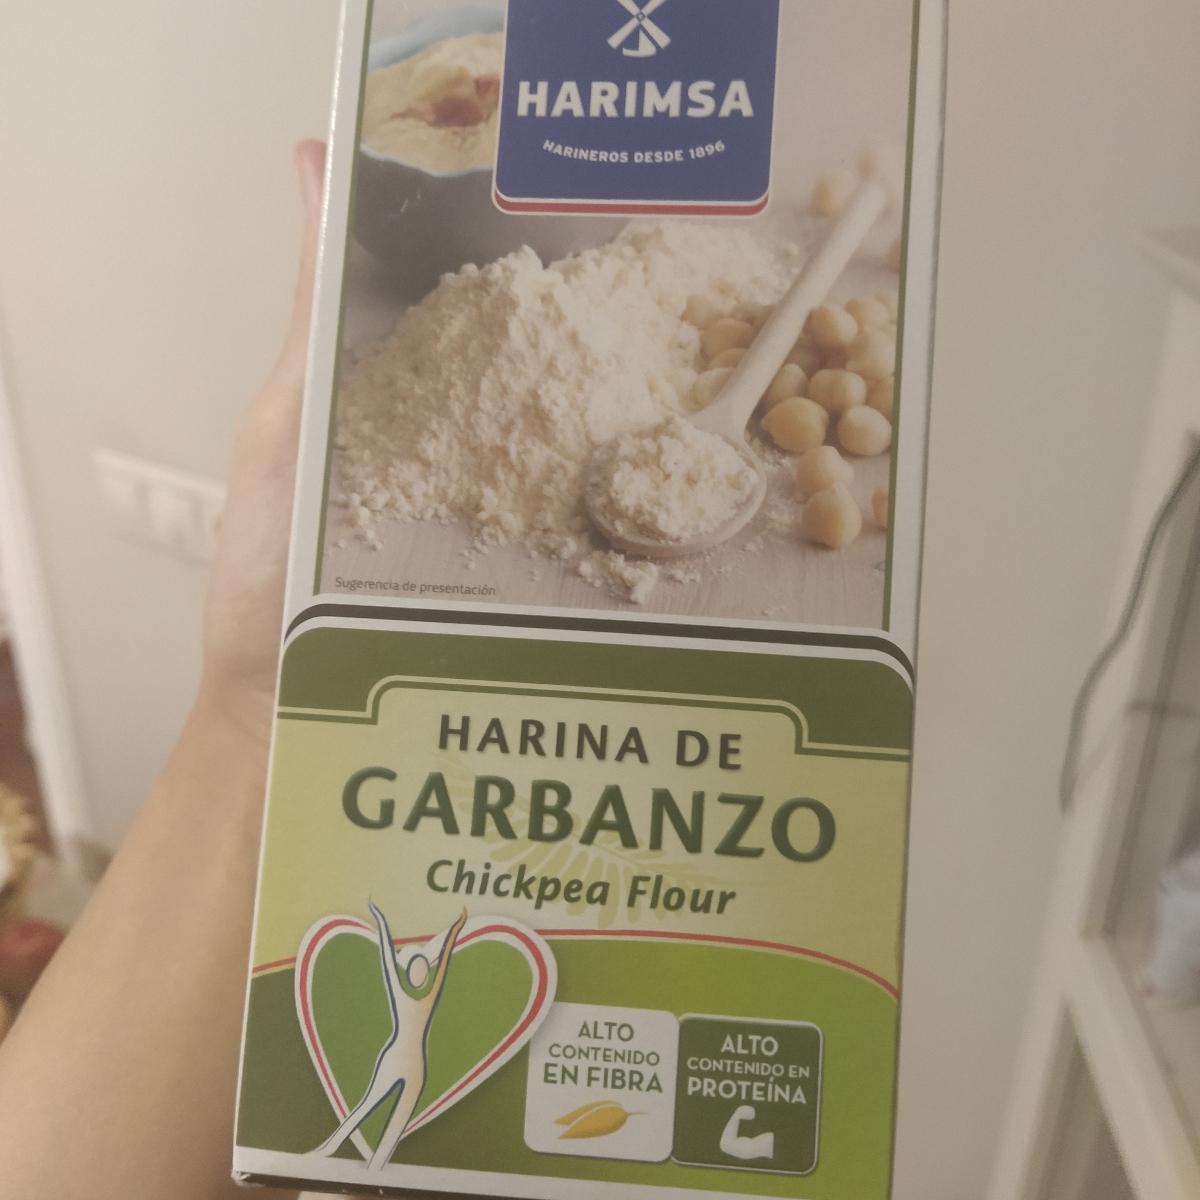 HARIMSA
HARINEROS DESDE 1896
Sugerencia de presentación
HARINA DE
GARBANZO
Chickpea Flour
ALTO
CONTENIDO
EN FIBRA
ALTO
CONTENIDO EN
PROTEÍNA